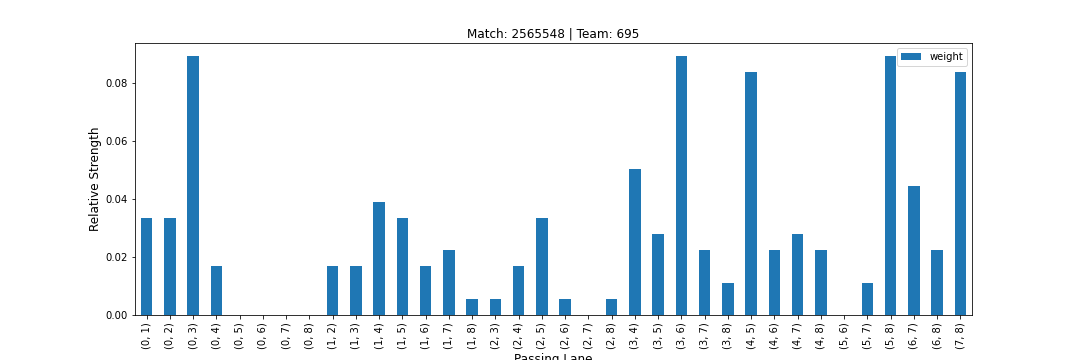 Match: 2565548 | Team: 695
weight
Relative Strength
0.08
0.06
0.04
0.02
0.00
(0, 1) (0, 2) (0, 3) (0, 4) (0, 5) (0, 6) (0, 7) (0, 8) (1, 2) (1, 3) (1, 4) (1, 5) (1, 6) (1, 7) (1, 8) (2, 3) (2, 4) (2, 5) (2, 6) (2, 7) (2, 8) (3, 4) (3, 5) (3, 6) (3, 7) (3, 8) (4, 5) (4, 6) (4, 7) (4, 8) (5, 6) (5, 7) (5, 8) (6, 7) (6, 8) (7, 8)
Passing Lane